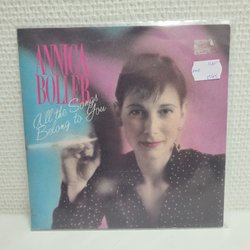 ANNICA
BOLLER
All the Songs
Belong to You